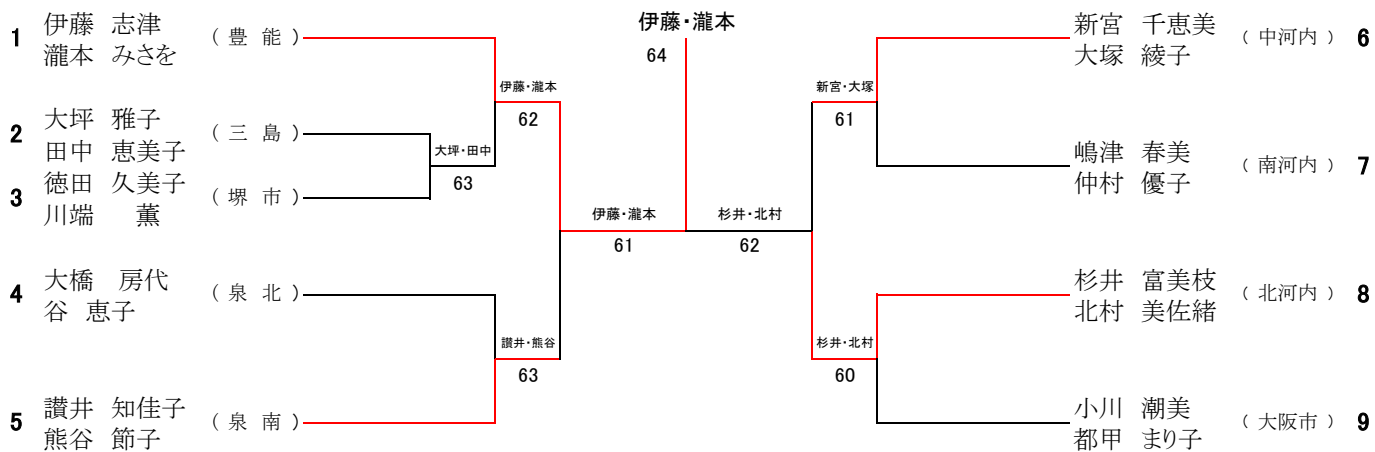 伊藤・瀧本
64
1 伊藤 志津 ( 豊 能 )
瀧本 みさを
2 大坪 雅子 ( 三 島 )
田中 恵美子
3 徳田 久美子 ( 堺 市 )
川端 薫
4 大橋 房代 ( 泉 北 )
谷 恵子
5 讃井 知佳子 ( 泉 南 )
熊谷 節子
大坪・田中
63
伊藤・瀧本
62
讃井・熊谷
63
伊藤・瀧本
61
杉井・北村
62
新宮・大塚
61
杉井・北村
60
新宮 千恵美 ( 中河内 ) 6
大塚 綾子
嶋津 春美 ( 南河内 ) 7
仲村 優子
杉井 富美枝 ( 北河内 ) 8
北村 美佐緒
小川 潮美 ( 大阪市 ) 9
都甲 まり子